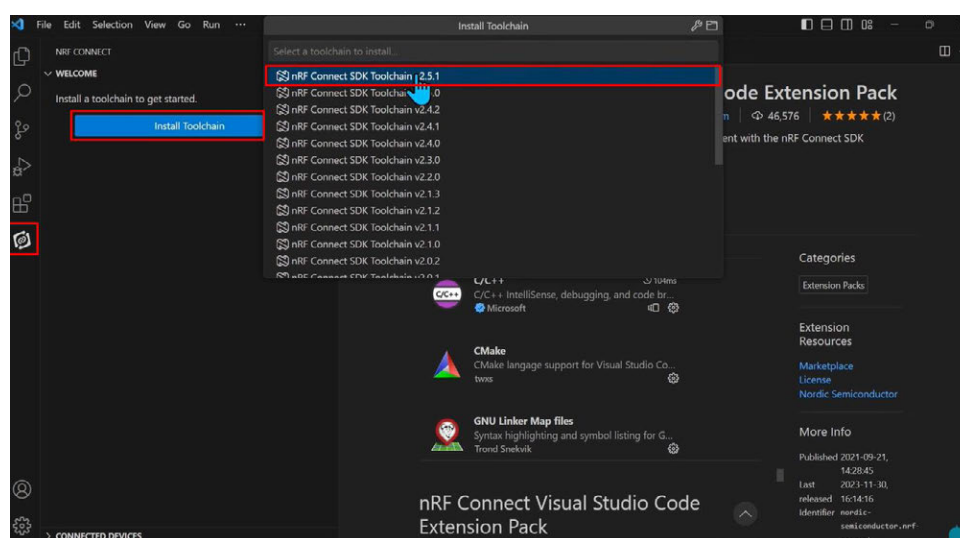 File Edit Selection View Go Run ...
Install Toolchain
NRF CONNECT
WELCOME
Install a toolchain to get started.
Install Toolchain
Select a toolchain to install...
nRF Connect SDK Toolchain v2.5.1
nRF Connect SDK Toolchain .0
nRF Connect SDK Toolchain v2.4.2
nRF Connect SDK Toolchain v2.4.1
nRF Connect SDK Toolchain v2.4.0
nRF Connect SDK Toolchain v2.3.0
nRF Connect SDK Toolchain v2.2.0
nRF Connect SDK Toolchain v2.1.3
nRF Connect SDK Toolchain v2.1.2
nRF Connect SDK Toolchain v2.1.1
nRF Connect SDK Toolchain v2.1.0
nRF Connect SDK Toolchain v2.0.2
nRF Connect SDK Toolchain v2.0.1
ode Extension Pack
n 46,576 ★★★★★(2)
ent with the nRF Connect SDK
C/C++ 104ms
C/C++
C/C++ IntelliSense, debugging, and code br...
Microsoft
CMake
CMake langage support for Visual Studio Co...
twxs
GNU Linker Map files
Syntax highlighting and symbol listing for G...
Trond Snekvik
nRF Connect Visual Studio Code
Extension Pack
Categories
Extension Packs
Extension
Resources
Marketplace
License
Nordic Semiconductor
More Info
Published 2021-09-21,
14:28:45
Last 2023-11-30,
released 16:14:16
Identifier nordic-
semiconductor.nrf-
CONNECTED DEVICES